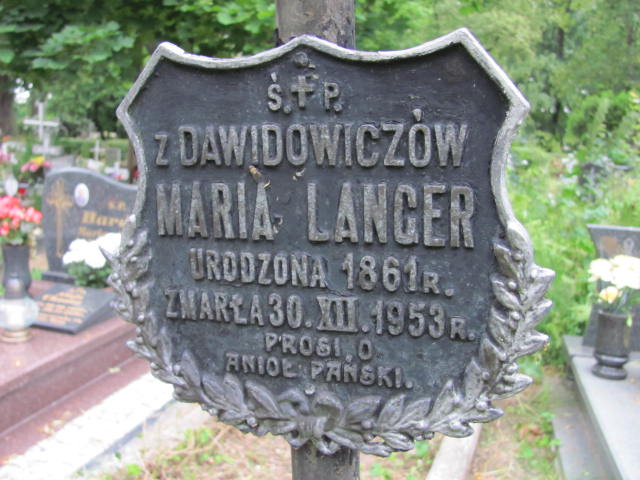 Ś.†P.
Z DAWIDOWICZÓW
MARIA LANGER
URODZONA 1861 R.
ZMARŁA 30. XII. 1953 R.
PROSI O
ANIOŁ PAŃSKI.